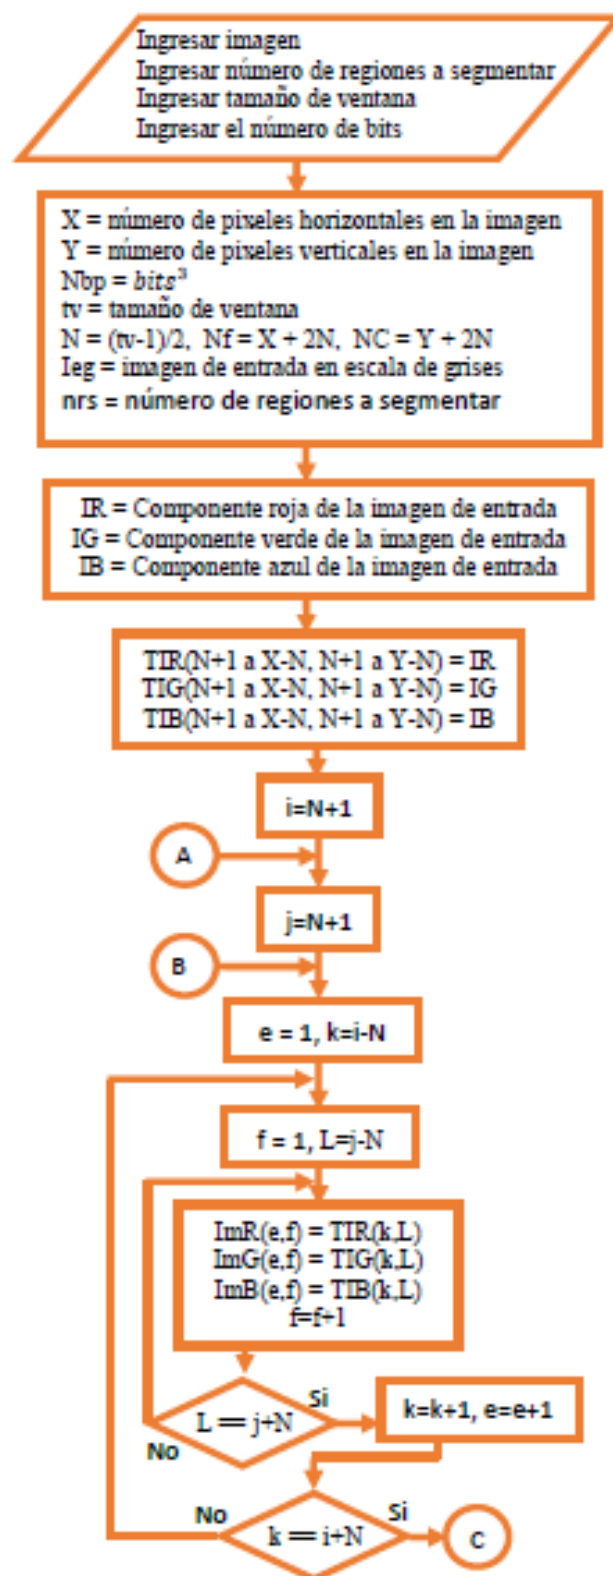 Ingresar imagen
Ingresar número de regiones a segmentar
Ingresar tamaño de ventana
Ingresar el número de bits
X = número de pixeles horizontales en la imagen
Y = número de pixeles verticales en la imagen
Nbp = bits³
tv = tamaño de ventana
N = (tv-1)/2, Nf = X + 2N, NC = Y + 2N
Ieg = imagen de entrada en escala de grises
nrs = número de regiones a segmentar
IR = Componente roja de la imagen de entrada
IG = Componente verde de la imagen de entrada
IB = Componente azul de la imagen de entrada
TIR(N+1 a X-N, N+1 a Y-N) = IR
TIG(N+1 a X-N, N+1 a Y-N) = IG
TIB(N+1 a X-N, N+1 a Y-N) = IB
i=N+1
A
j=N+1
B
e = 1, k=i-N
f = 1, L=j-N
ImR(e,f) = TIR(k,L)
ImG(e,f) = TIG(k,L)
ImB(e,f) = TIB(k,L)
f=f+1
L == j+N
Si
No
k=k+1, e=e+1
k == i+N
No
Si
C